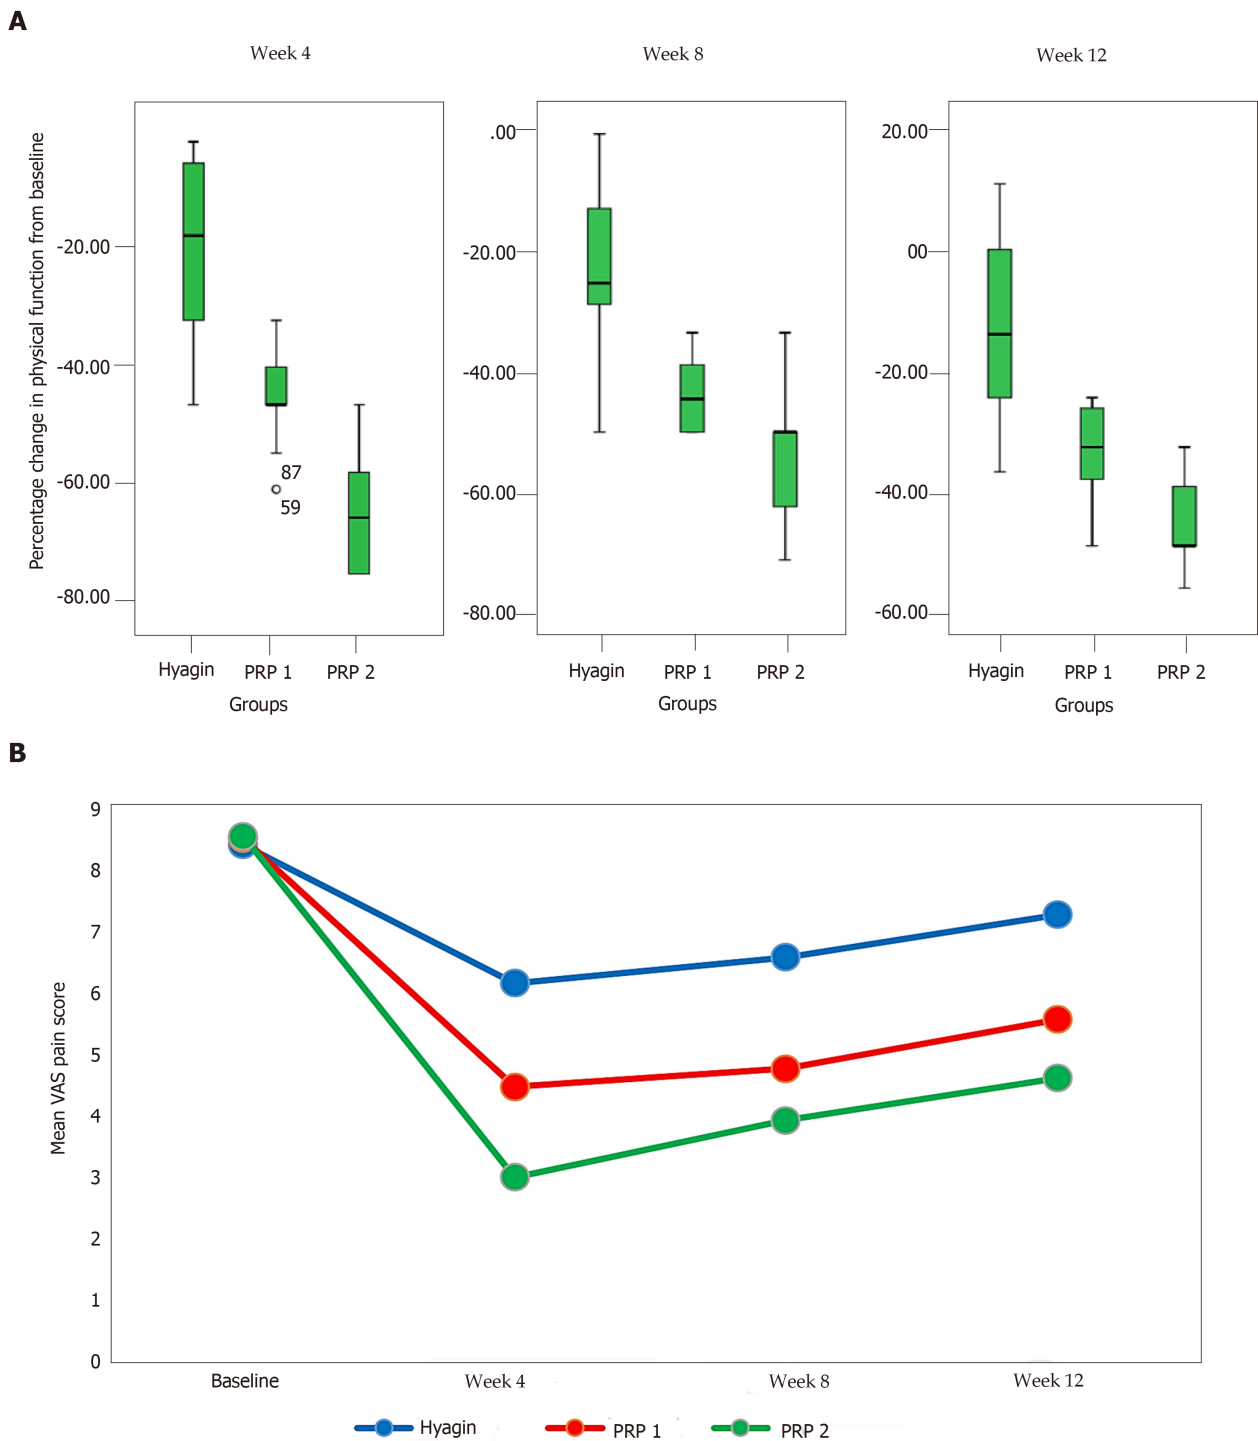 A
Week 4
Week 8
Week 12
Percentage change in physical function from baseline
-20.00
-40.00
-60.00
-80.00
87
59
Hyagin PRP 1 PRP 2
Groups
.00
-20.00
-40.00
-60.00
-80.00
Hyagin PRP 1 PRP 2
Groups
20.00
00
-20.00
-40.00
-60.00
Hyagin PRP 1 PRP 2
Groups
B
Mean VAS pain score
9
8
7
6
5
4
3
2
1
0
Baseline Week 4 Week 8 Week 12
Hyagin PRP 1 PRP 2